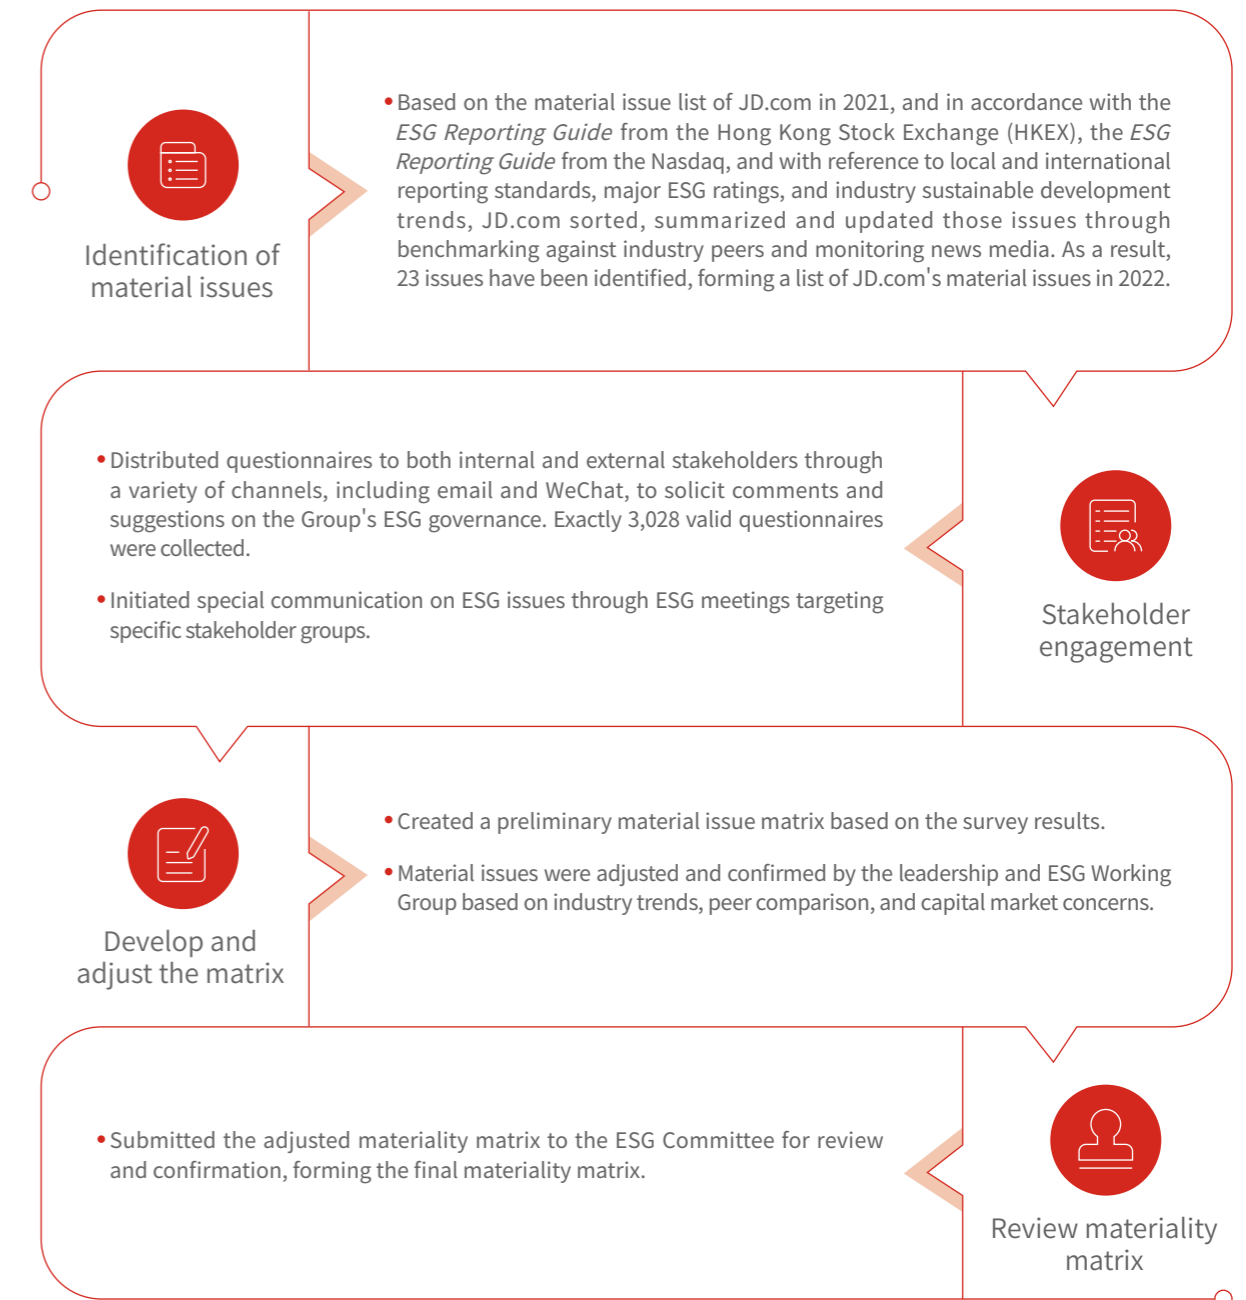 Identification of
material issues
•Based on the material issue list of JD.com in 2021, and in accordance with the
ESG Reporting Guide from the Hong Kong Stock Exchange (HKEX), the ESG
Reporting Guide from the Nasdaq, and with reference to local and international
reporting standards, major ESG ratings, and industry sustainable development
trends, JD.com sorted, summarized and updated those issues through
benchmarking against industry peers and monitoring news media. As a result,
23 issues have been identified, forming a list of JD.com's material issues in 2022.
•Distributed questionnaires to both internal and external stakeholders through
a variety of channels, including email and WeChat, to solicit comments and
suggestions on the Group's ESG governance. Exactly 3,028 valid questionnaires
were collected.
•Initiated special communication on ESG issues through ESG meetings targeting
specific stakeholder groups.
Stakeholder
engagement
Develop and
adjust the matrix
•Created a preliminary material issue matrix based on the survey results.
•Material issues were adjusted and confirmed by the leadership and ESG Working
Group based on industry trends, peer comparison, and capital market concerns.
•Submitted the adjusted materiality matrix to the ESG Committee for review
and confirmation, forming the final materiality matrix.
Review materiality
matrix